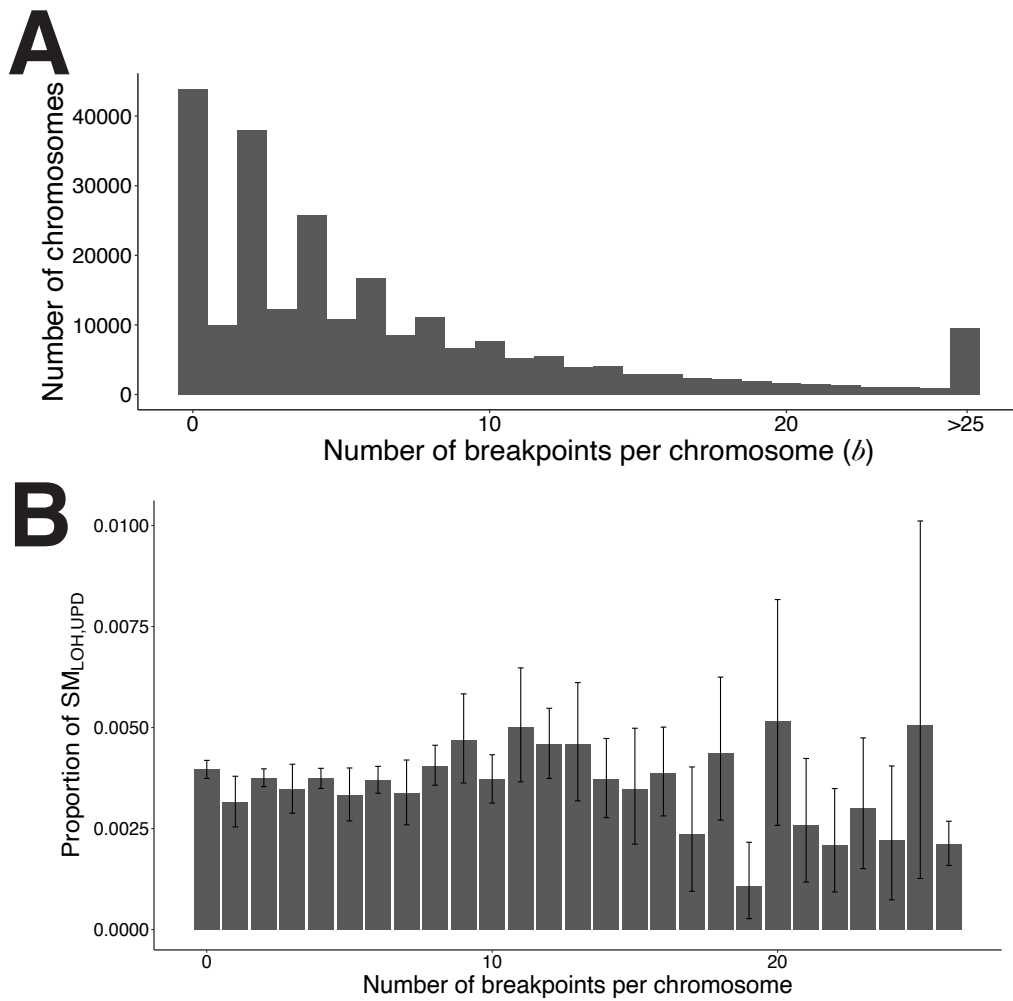 A
Number of chromosomes
40000
30000
20000
10000
0
0 10 20 >25
Number of breakpoints per chromosome (b)
B
Proportion of SM_LOH,UPD
0.0100
0.0075
0.0050
0.0025
0.0000
0 10 20
Number of breakpoints per chromosome